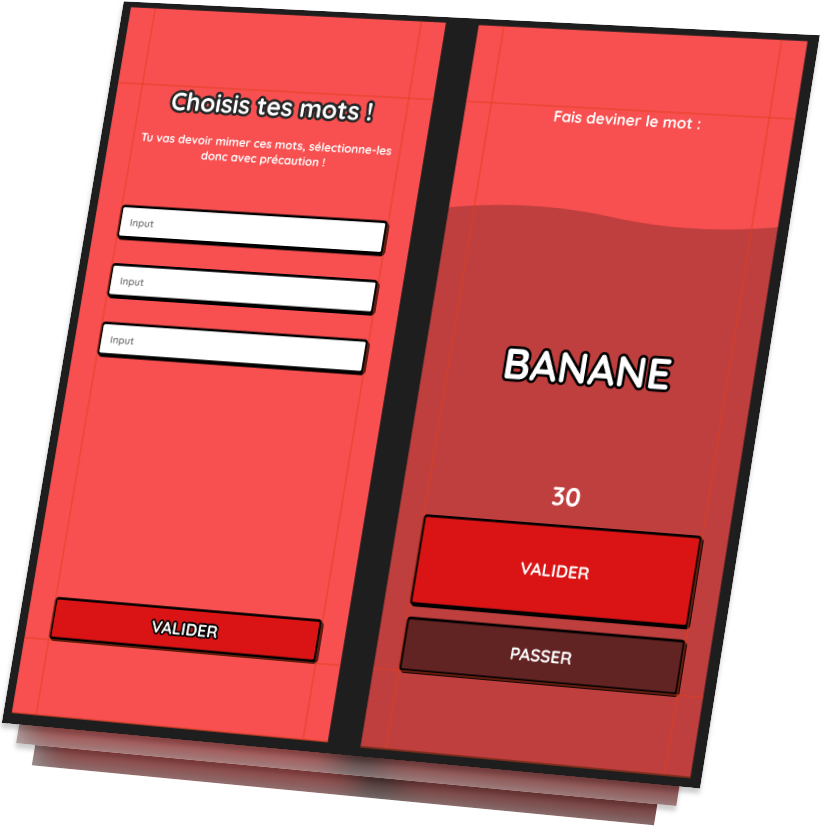 Choisis tes mots !
Tu vas devoir mimer ces mots, sélectionne-les
donc avec précaution !
Input
Input
Input
VALIDER
Fais deviner le mot :
BANANE
30
VALIDER
PASSER